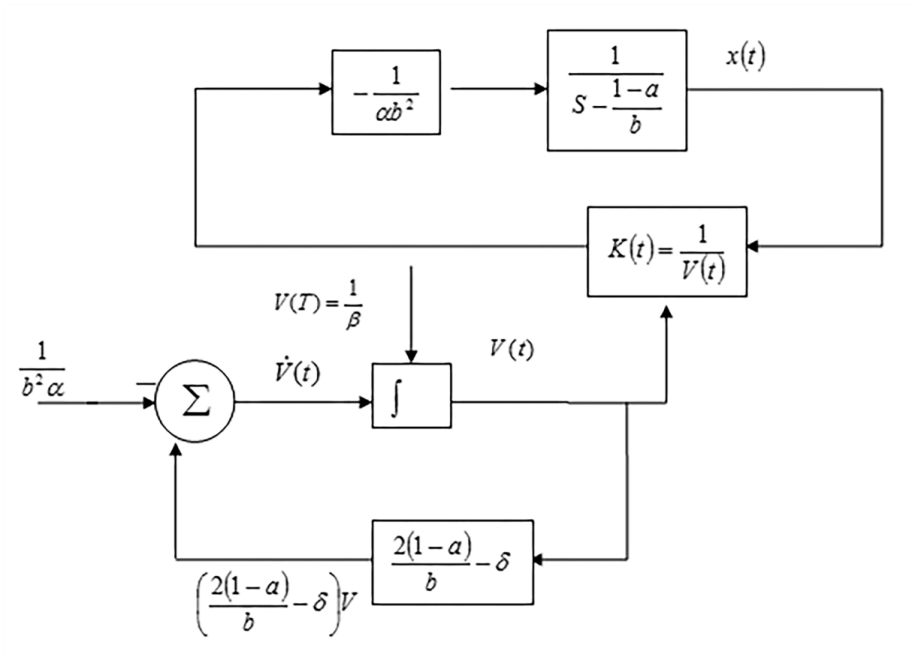 -1/(αb²)
1/(S-(1-a)/b)
x(t)
K(t)=1/V(t)
V(T)=1/β
1/(b²α)
−
Σ
V̇(t)
∫
V(t)
2(1-a)/b-δ
(2(1-a)/b-δ)V